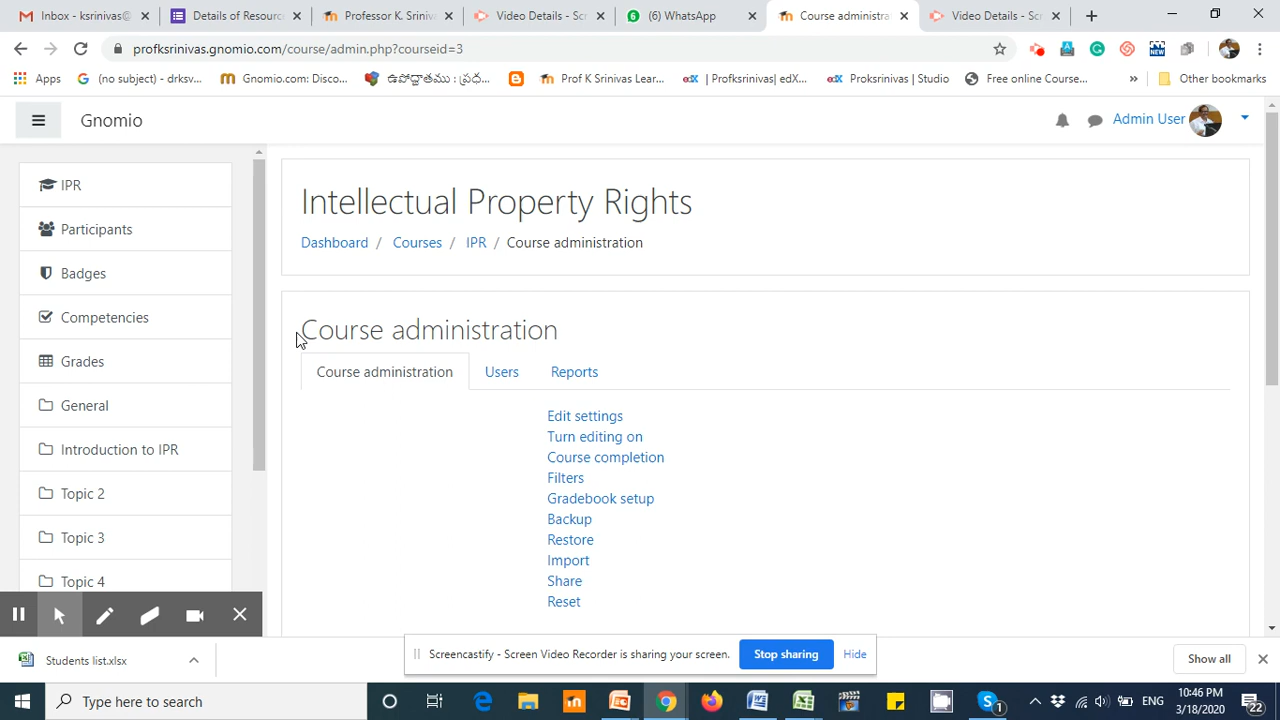 Inbox - ksrinivas@
Details of Resourc
Professor K. Sriniv
Video Details - Scr
(6) WhatsApp
Course administra
Video Details - Scr
profksrinivas.gnomio.com/course/admin.php?courseid=3
NEW
Apps
(no subject) - drksv...
Gnomio.com: Disco...
ఉపోద్ఘాతము : ప్రధ...
Prof K Srinivas Lear...
| Profksrinivas| edX...
Proksrinivas | Studio
Free online Course...
»
Other bookmarks
Gnomio
Admin User
IPR
Participants
Badges
Competencies
Grades
General
Introduction to IPR
Topic 2
Topic 3
Topic 4
Intellectual Property Rights
Dashboard / Courses / IPR / Course administration
Course administration
Course administration
Users
Reports
Edit settings
Turn editing on
Course completion
Filters
Gradebook setup
Backup
Restore
Import
Share
Reset
Students list.xlsx
Screencastify - Screen Video Recorder is sharing your screen.
Stop sharing
Hide
Show all
Type here to search
1
ENG
10:46 PM
3/18/2020
22